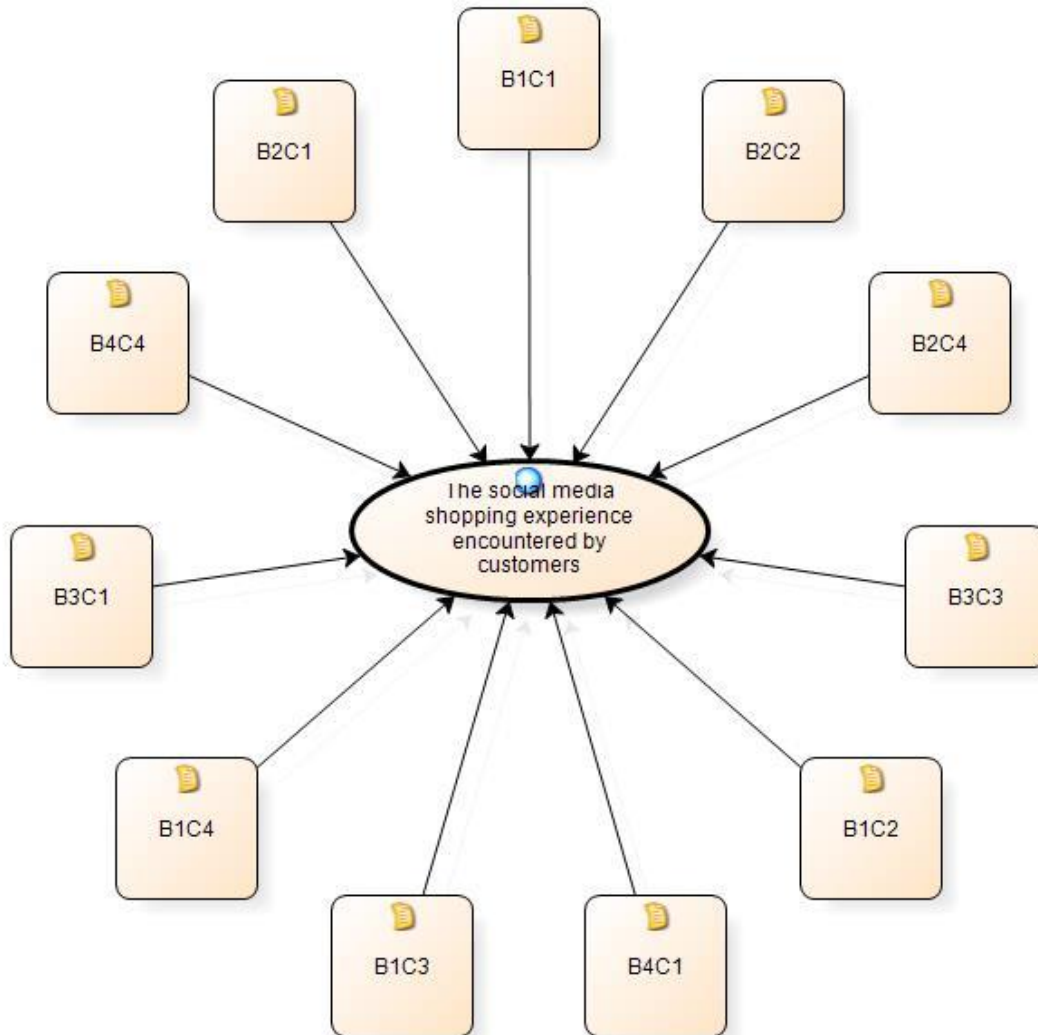 B1C1
B2C1
B2C2
B4C4
B2C4
The social media
shopping experience
encountered by
customers
B3C1
B3C3
B1C4
B1C2
B1C3
B4C1